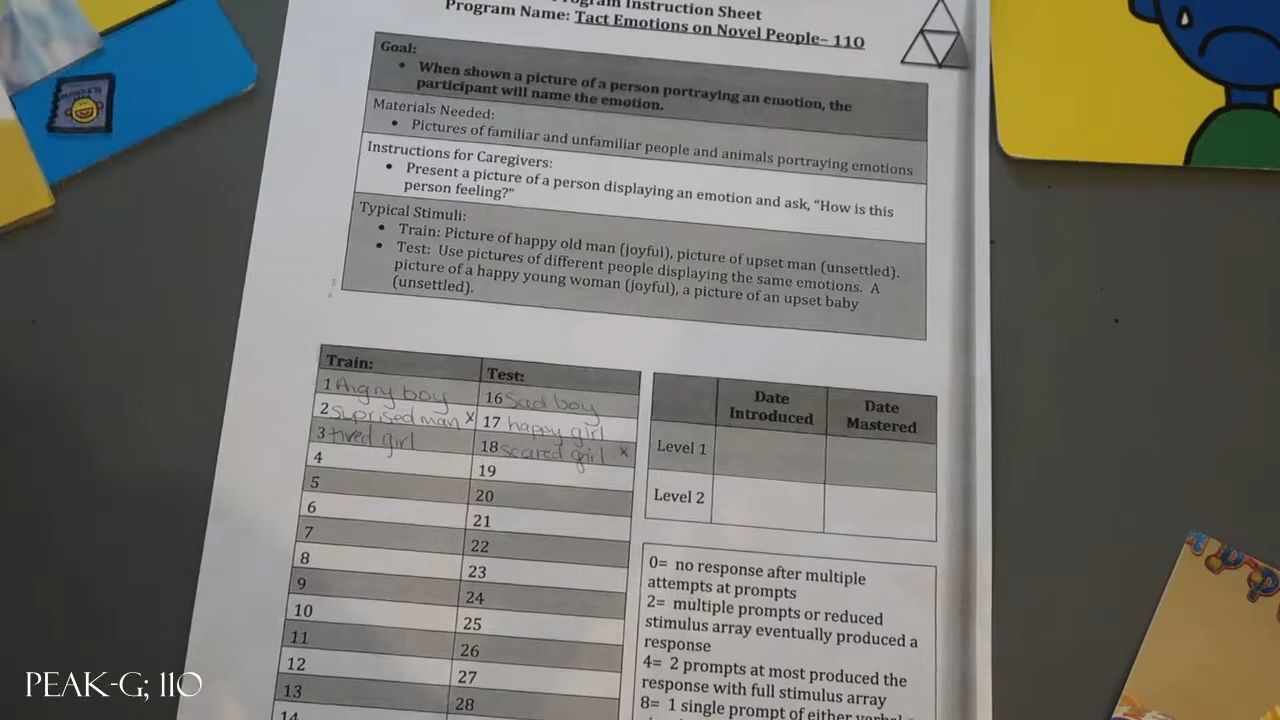 Program Instruction Sheet
Program Name: Tact Emotions on Novel People– 11O
Goal:
• When shown a picture of a person portraying an emotion, the
participant will name the emotion.
Materials Needed:
• Pictures of familiar and unfamiliar people and animals portraying emotions
Instructions for Caregivers:
• Present a picture of a person displaying an emotion and ask, “How is this
person feeling?”
Typical Stimuli:
• Train: Picture of happy old man (joyful), picture of upset man (unsettled).
• Test: Use pictures of different people displaying the same emotions. A
picture of a happy young woman (joyful), a picture of an upset baby
(unsettled).
Train: Test:
1 Angry boy 16 Sad boy
2 suprised man x 17 happy girl
3 tired girl 18 scared girl x
4 19
5 20
6 21
7 22
8 23
9 24
10 25
11 26
12 27
13 28
14
Date Introduced Date Mastered
Level 1
Level 2
0= no response after multiple
attempts at prompts
2= multiple prompts or reduced
stimulus array eventually produced a
response
4= 2 prompts at most produced the
response with full stimulus array
8= 1 single prompt of either verbal
PEAK-G; 11O